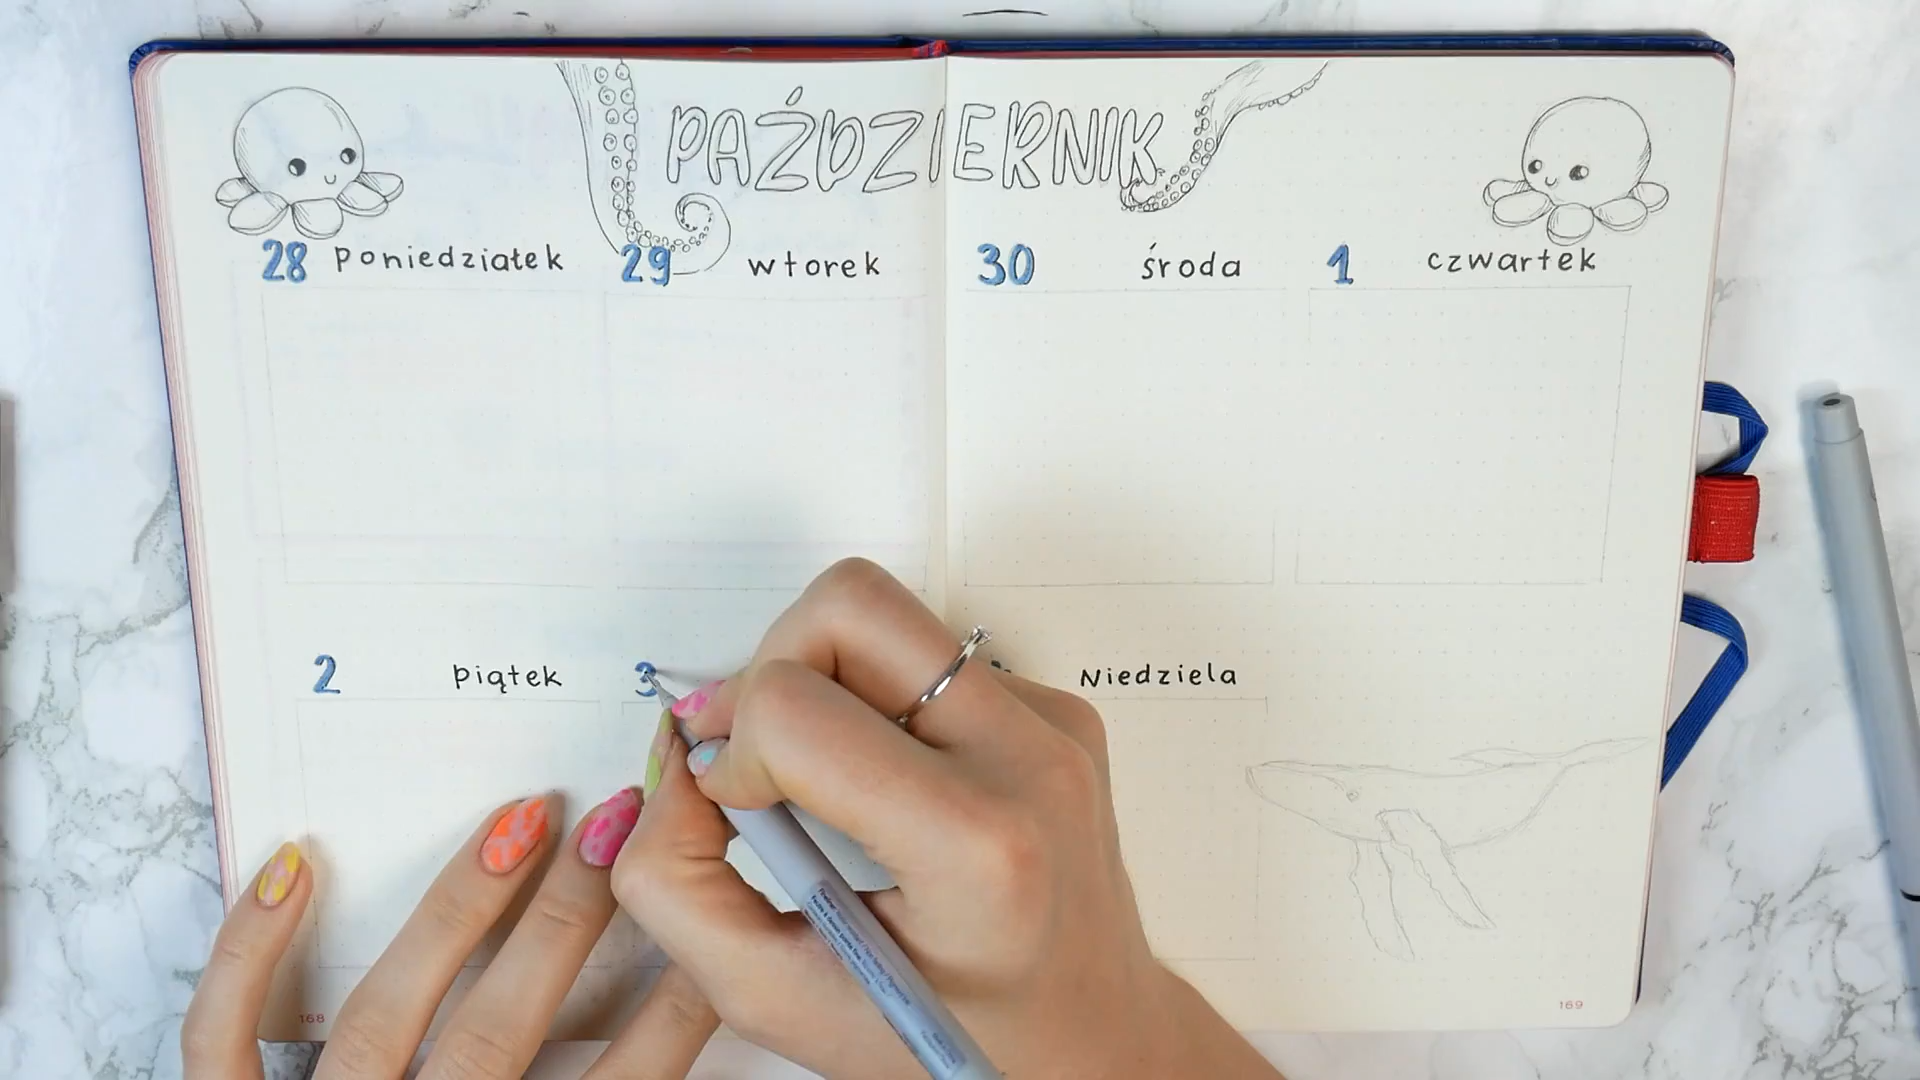 PAŹDZIERNIK
28 poniedziałek 29 wtorek 30 środa 1 czwartek
2 piątek 3 Niedziela
168 169